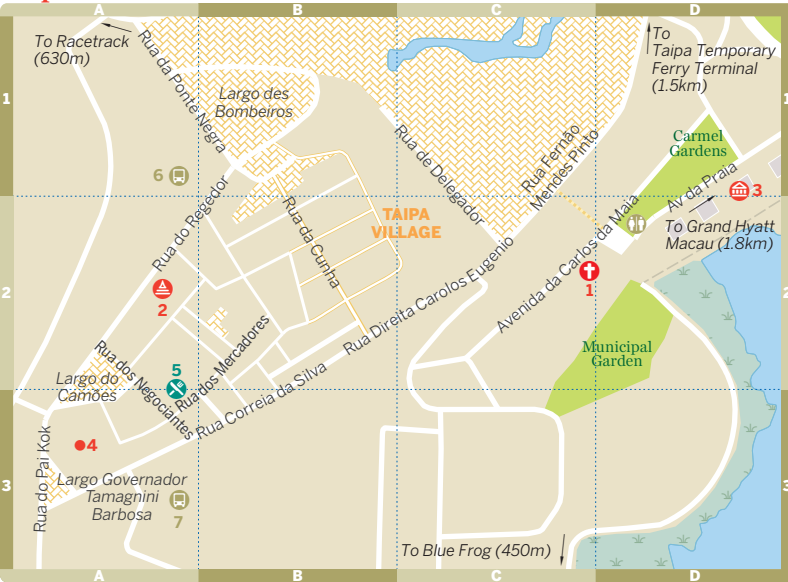 A
B
C
D
To Racetrack
(630m)
Rua da Ponte Negra
Largo des
Bombeiros
To
Taipa Temporary
Ferry Terminal
(1.5km)
1
1
Carmel
Gardens
Rua de Delegador
Rua Fernão
Mendes Pinto
6
Av da Praia
3
Rua do Regedor
TAIPA
VILLAGE
Rua da Cunha
To Grand Hyatt
Macau (1.8km)
Avenida da Carlos da Maia
Rua Direita Carolos Eugenio
2
2
2
1
Municipal
Garden
Rua dos Mercadores
Rua dos Negociantes
5
Largo do
Camões
Rua Correia da Silva
4
Rua do Pai Kok
Largo Governador
Tamagnini
Barbosa
7
3
3
To Blue Frog (450m)
A
B
C
D